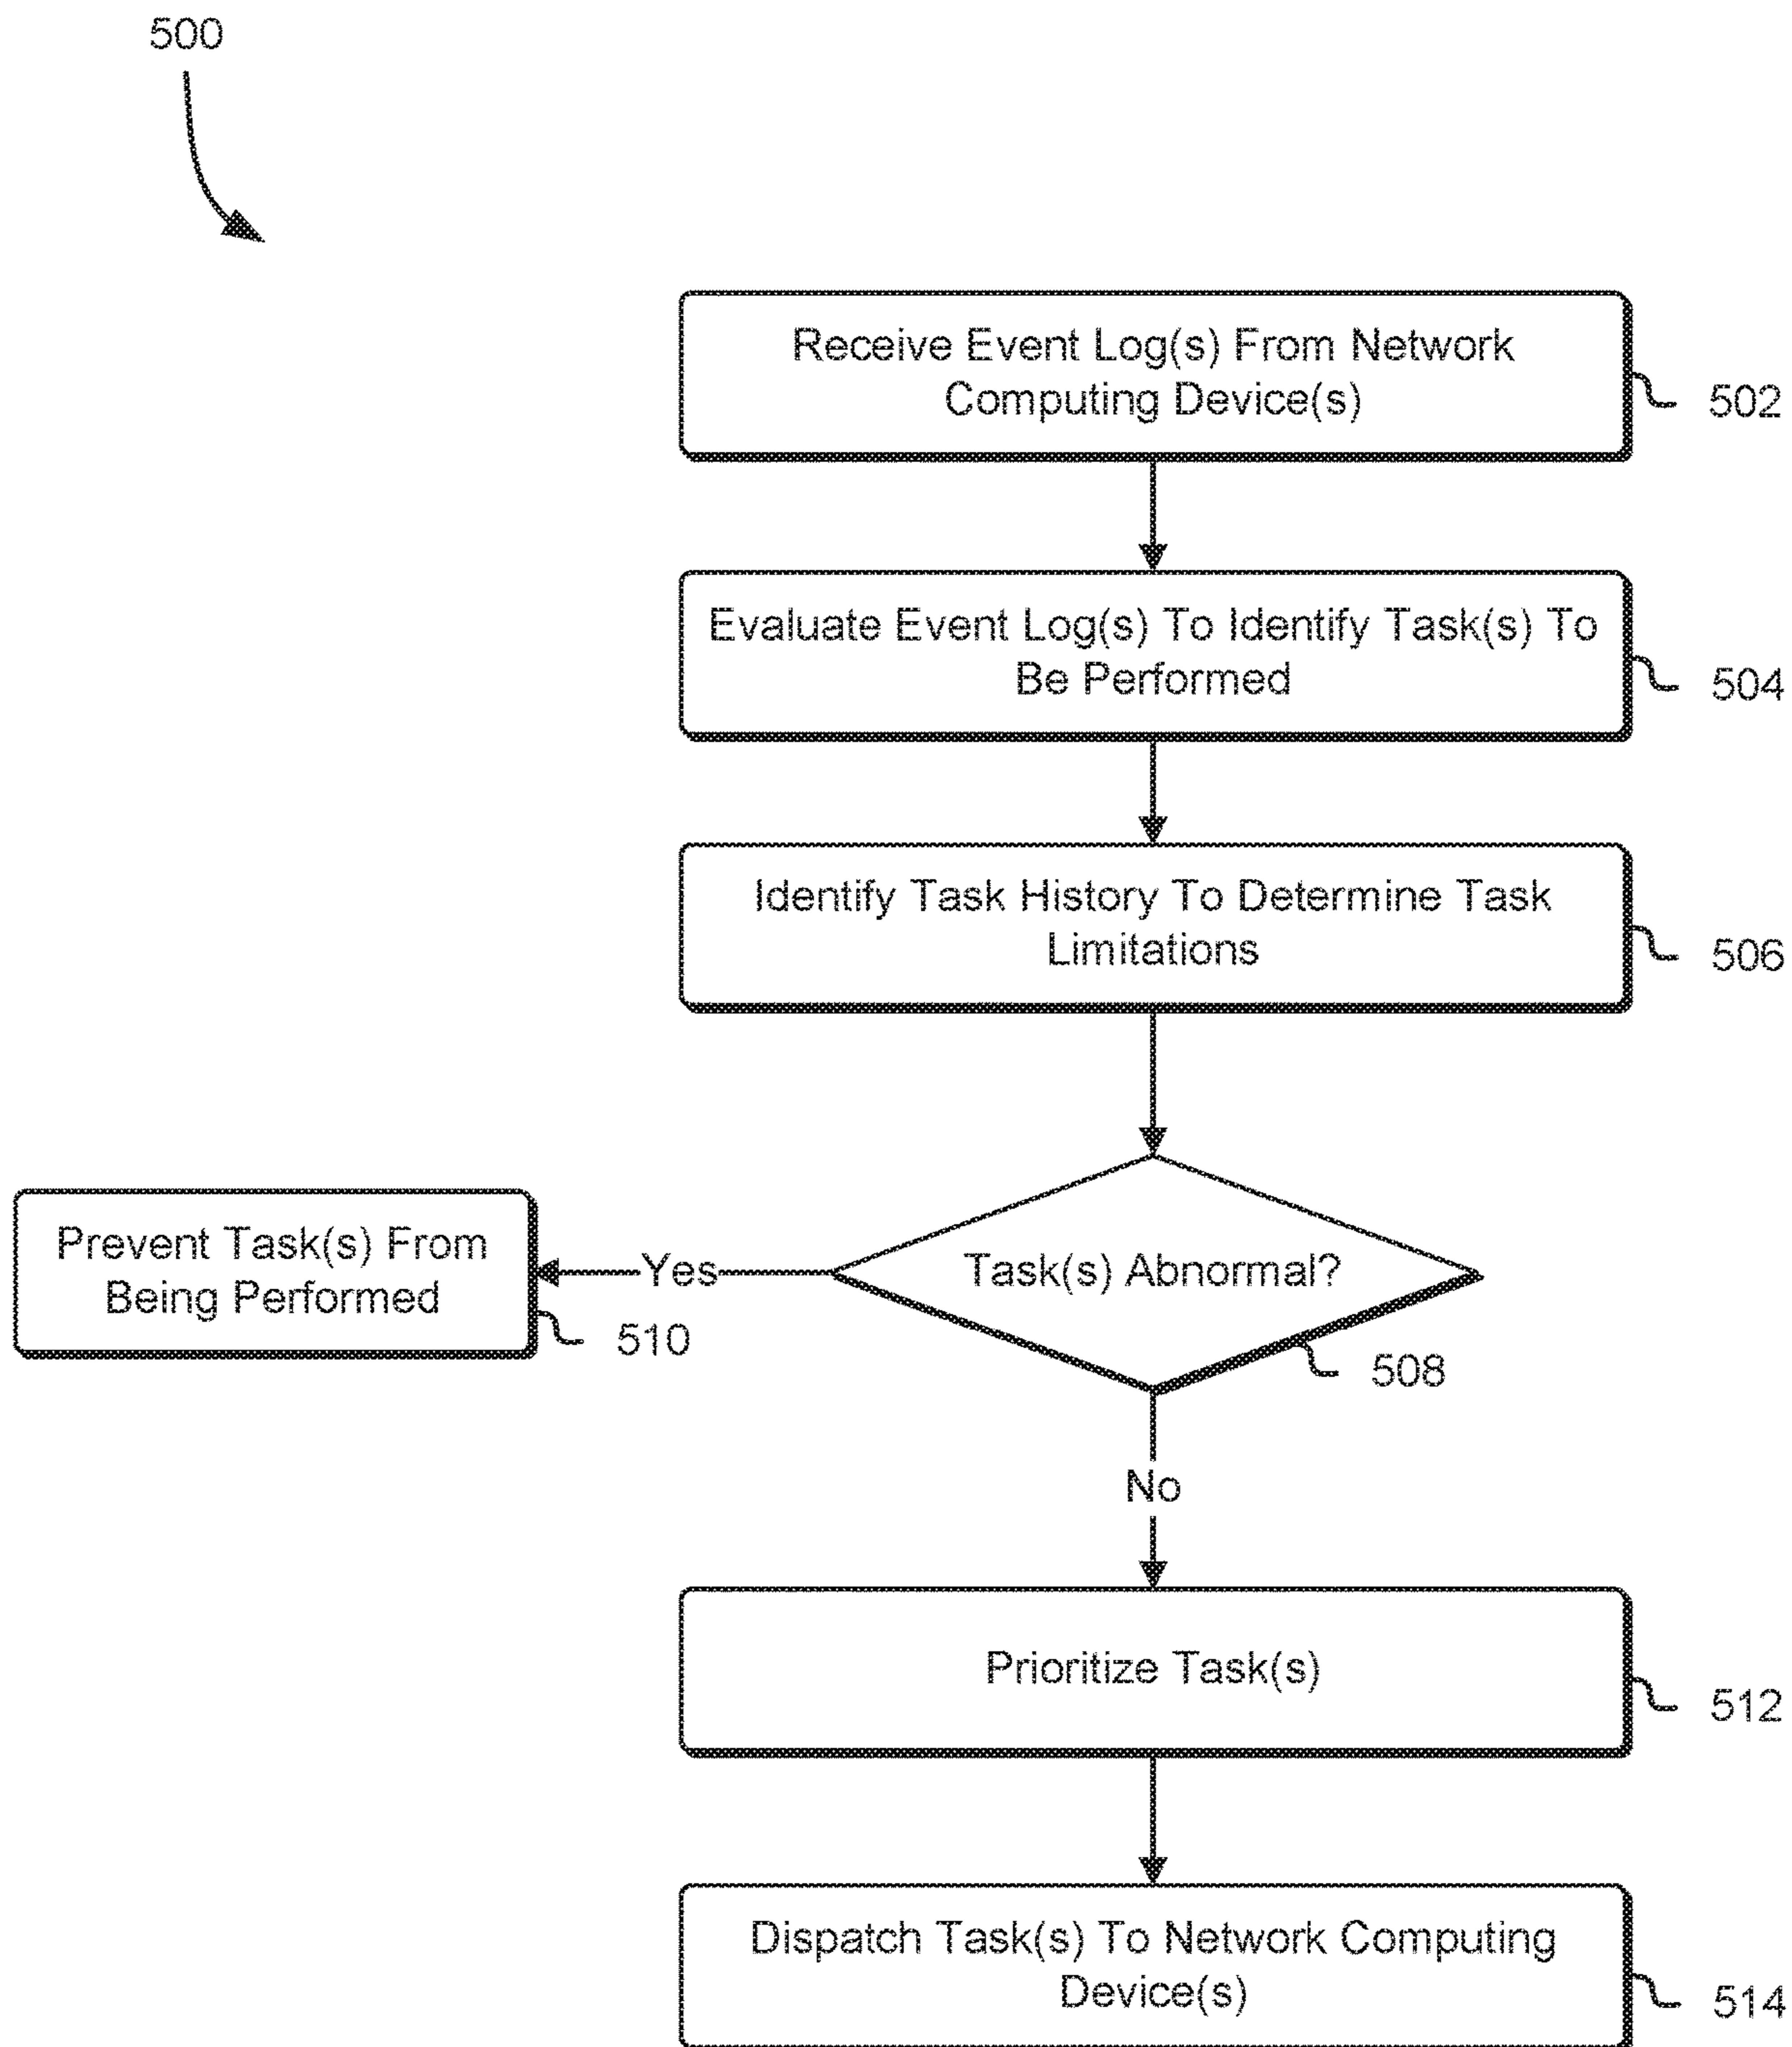 500
Receive Event Log(s) From Network
Computing Device(s)
502
Evaluate Event Log(s) To Identify Task(s) To
Be Performed
504
Identify Task History To Determine Task
Limitations
506
Task(s) Abnormal?
508
Yes
Prevent Task(s) From
Being Performed
510
No
Prioritize Task(s)
512
Dispatch Task(s) To Network Computing
Device(s)
514